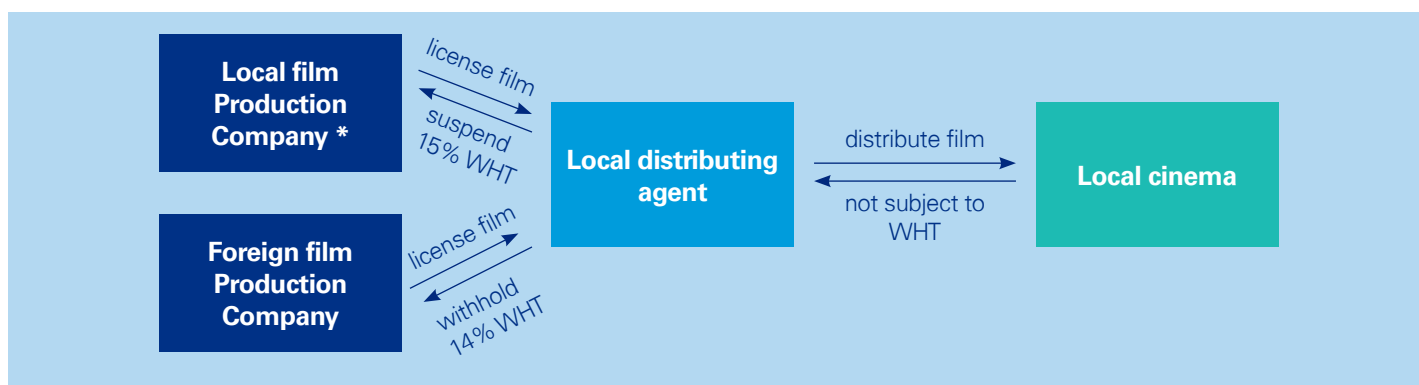 Local film
Production
Company *
license film
suspend
15% WHT
Foreign film
Production
Company
license film
withhold
14% WHT
Local distributing
agent
distribute film
not subject to
WHT
Local cinema